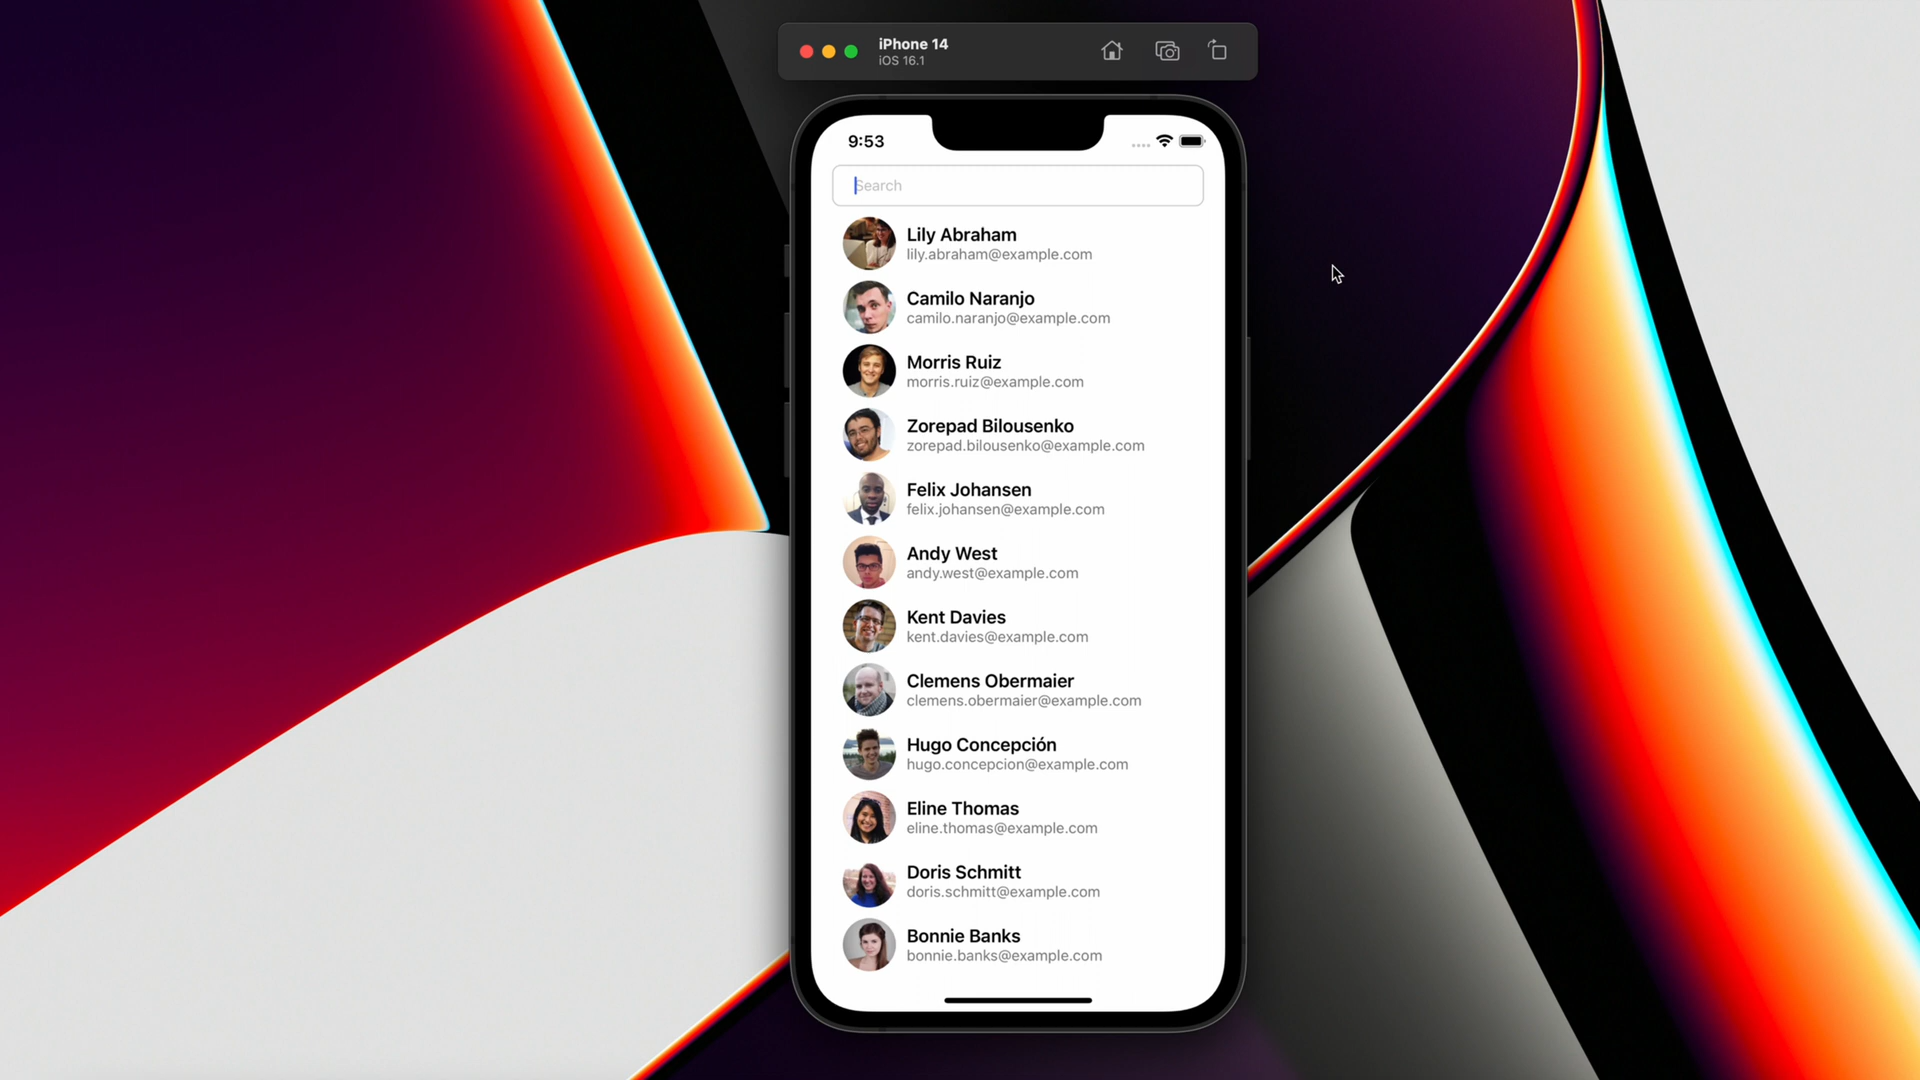 iPhone 14
iOS 16.1
9:53
Search
Lily Abraham
lily.abraham@example.com
Camilo Naranjo
camilo.naranjo@example.com
Morris Ruiz
morris.ruiz@example.com
Zorepad Bilousenko
zorepad.bilousenko@example.com
Felix Johansen
felix.johansen@example.com
Andy West
andy.west@example.com
Kent Davies
kent.davies@example.com
Clemens Obermaier
clemens.obermaier@example.com
Hugo Concepción
hugo.concepcion@example.com
Eline Thomas
eline.thomas@example.com
Doris Schmitt
doris.schmitt@example.com
Bonnie Banks
bonnie.banks@example.com